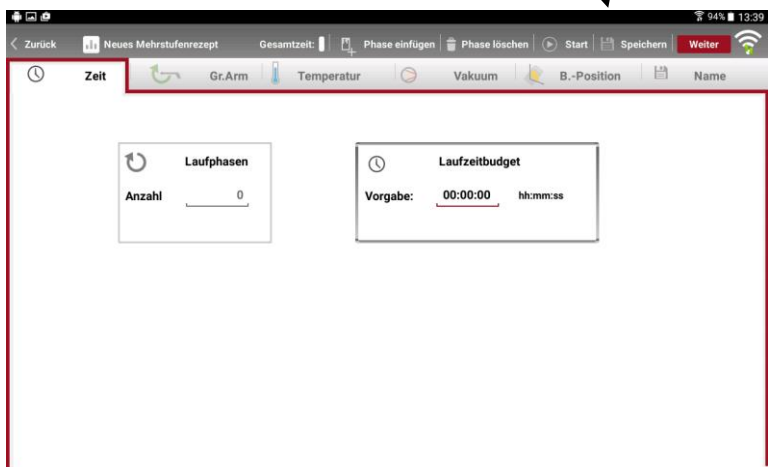 94% 13:39
Zurück Neues Mehrstufenrezept Gesamtzeit: Phase einfügen Phase löschen Start Speichern Weiter
Zeit Gr.Arm Temperatur Vakuum B.-Position Name
Laufphasen Laufzeitbudget
Anzahl 0 Vorgabe: 00:00:00 hh:mm:ss